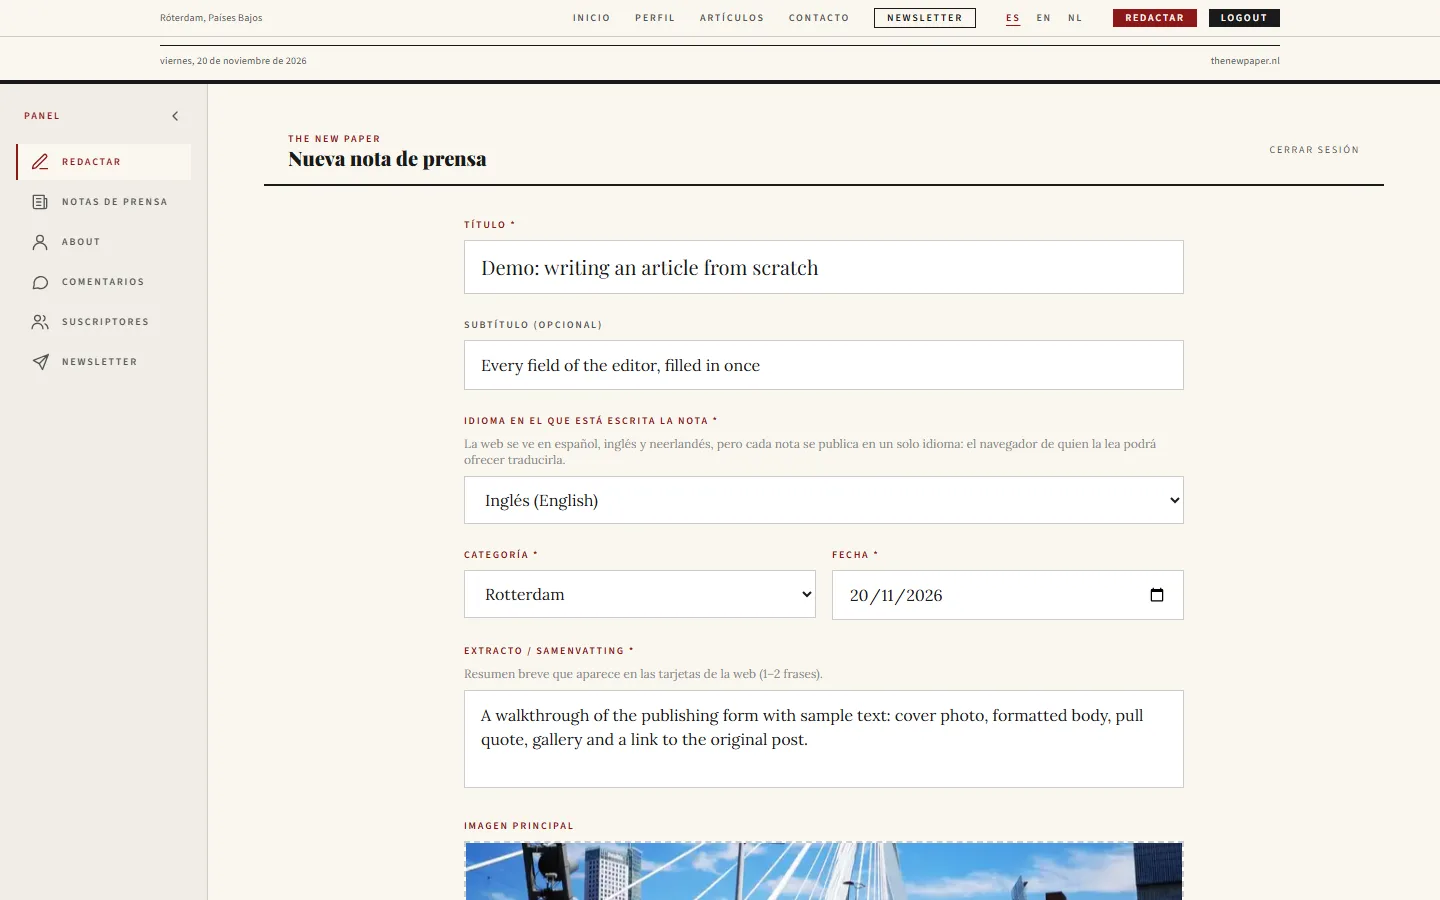 Róterdam, Países Bajos
INICIO PERFIL ARTÍCULOS CONTACTO NEWSLETTER ES EN NL REDACTAR LOGOUT
viernes, 20 de noviembre de 2026
thenewpaper.nl
PANEL
REDACTAR
NOTAS DE PRENSA
ABOUT
COMENTARIOS
SUSCRIPTORES
NEWSLETTER
THE NEW PAPER
Nueva nota de prensa
CERRAR SESIÓN
TÍTULO *
Demo: writing an article from scratch
SUBTÍTULO (OPCIONAL)
Every field of the editor, filled in once
IDIOMA EN EL QUE ESTÁ ESCRITA LA NOTA *
La web se ve en español, inglés y neerlandés, pero cada nota se publica en un solo idioma: el navegador de quien la lea podrá
ofrecer traducirla.
Inglés (English)
CATEGORÍA *
Rotterdam
FECHA *
20/11/2026
EXTRACTO / SAMENVATTING *
Resumen breve que aparece en las tarjetas de la web (1–2 frases).
A walkthrough of the publishing form with sample text: cover photo, formatted body, pull
quote, gallery and a link to the original post.
IMAGEN PRINCIPAL